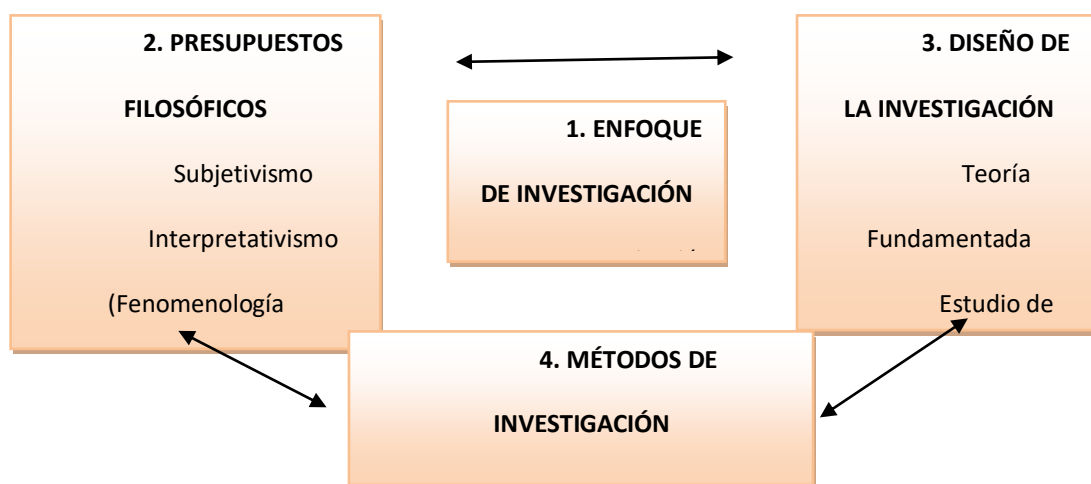 2. PRESUPUESTOS
FILOSÓFICOS
Subjetivismo
Interpretativismo
(Fenomenología
1. ENFOQUE
DE INVESTIGACIÓN
3. DISEÑO DE
LA INVESTIGACIÓN
Teoría
Fundamentada
Estudio de
4. MÉTODOS DE
INVESTIGACIÓN